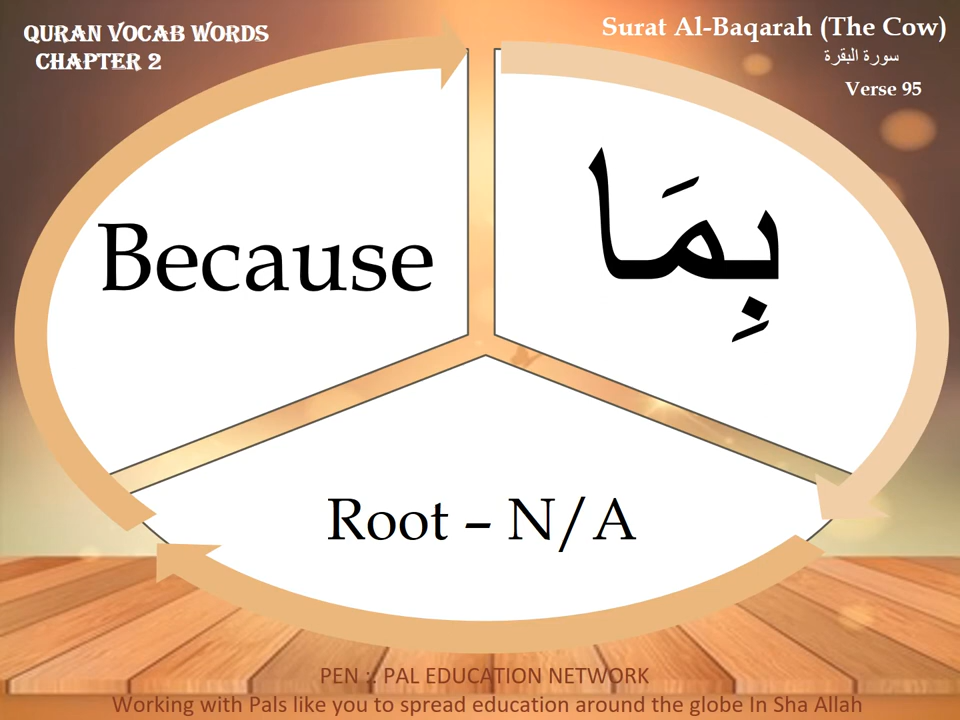 QURAN VOCAB WORDS
CHAPTER 2
Surat Al-Baqarah (The Cow)
سورة البقرة
Verse 95
Because
بِمَا
Root – N/A
PEN :: PAL EDUCATION NETWORK
Working with Pals like you to spread education around the globe In Sha Allah